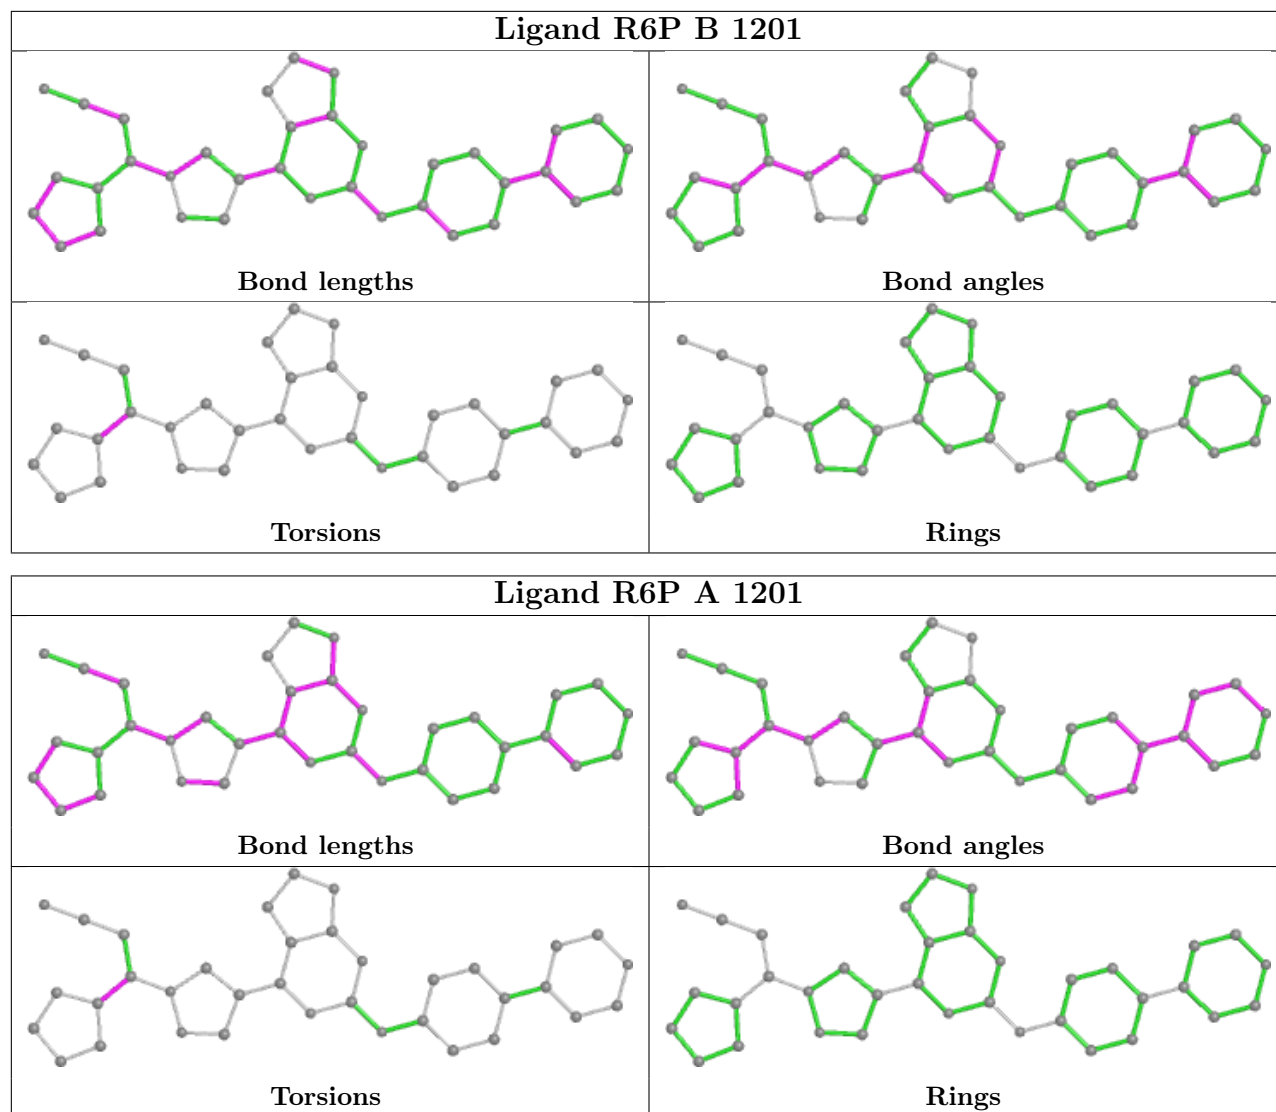 Ligand R6P B 1201
Bond lengths
Bond angles
Torsions
Rings
Ligand R6P A 1201
Bond lengths
Bond angles
Torsions
Rings